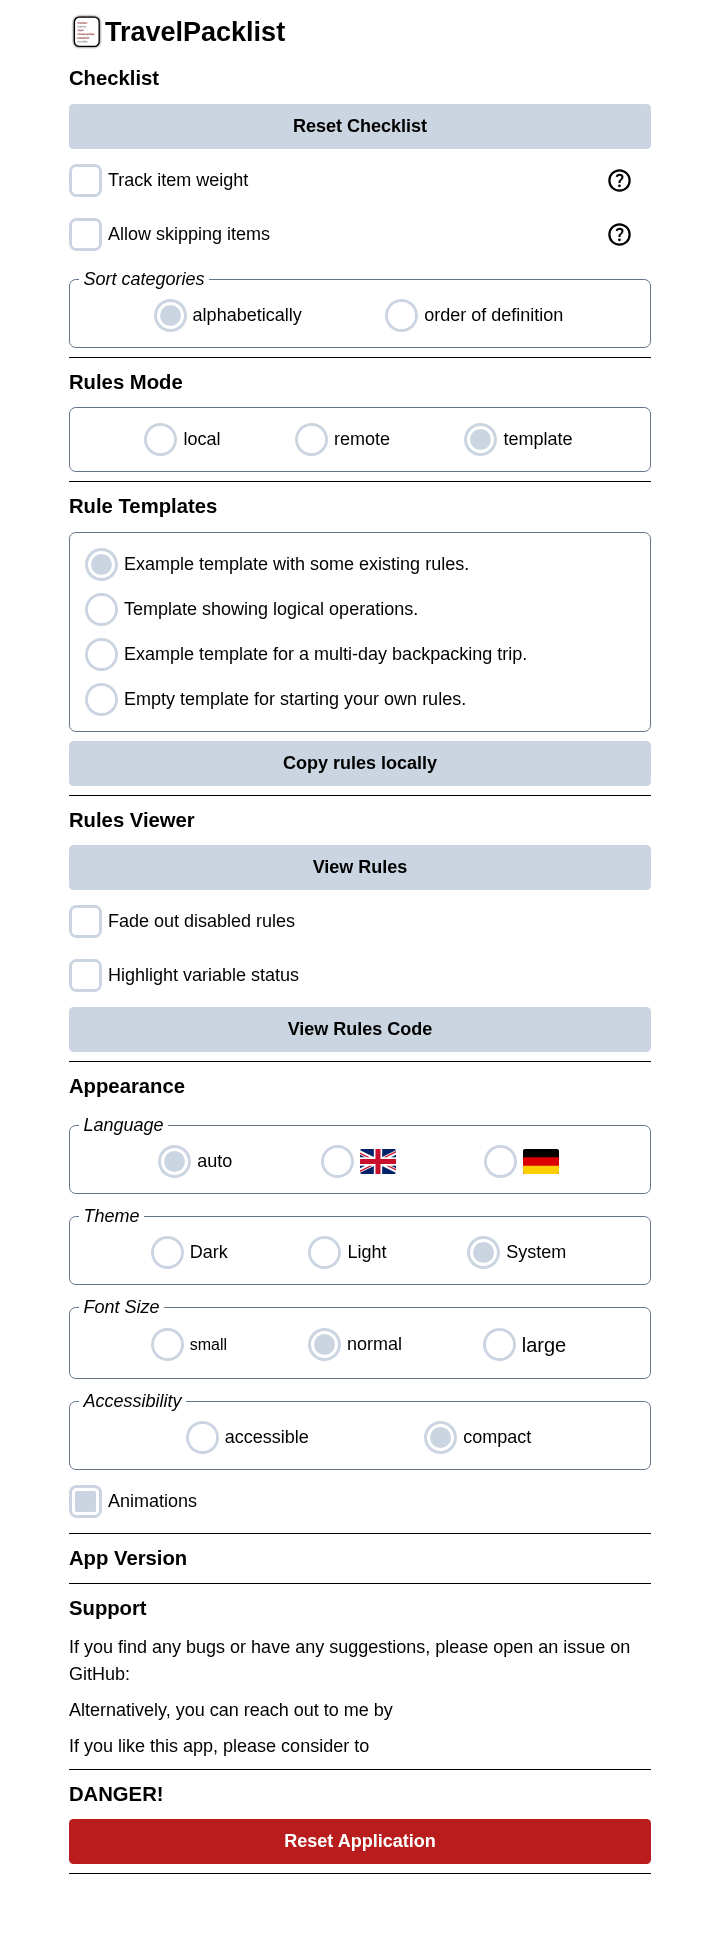 TravelPacklist
Checklist
Reset Checklist
Track item weight
Allow skipping items
Sort categories
alphabetically order of definition
Rules Mode
local remote template
Rule Templates
Example template with some existing rules.
Template showing logical operations.
Example template for a multi-day backpacking trip.
Empty template for starting your own rules.
Copy rules locally
Rules Viewer
View Rules
Fade out disabled rules
Highlight variable status
View Rules Code
Appearance
Language
auto
Theme
Dark Light System
Font Size
small normal large
Accessibility
accessible compact
Animations
App Version
Support
If you find any bugs or have any suggestions, please open an issue on
GitHub:
Alternatively, you can reach out to me by
If you like this app, please consider to
DANGER!
Reset Application